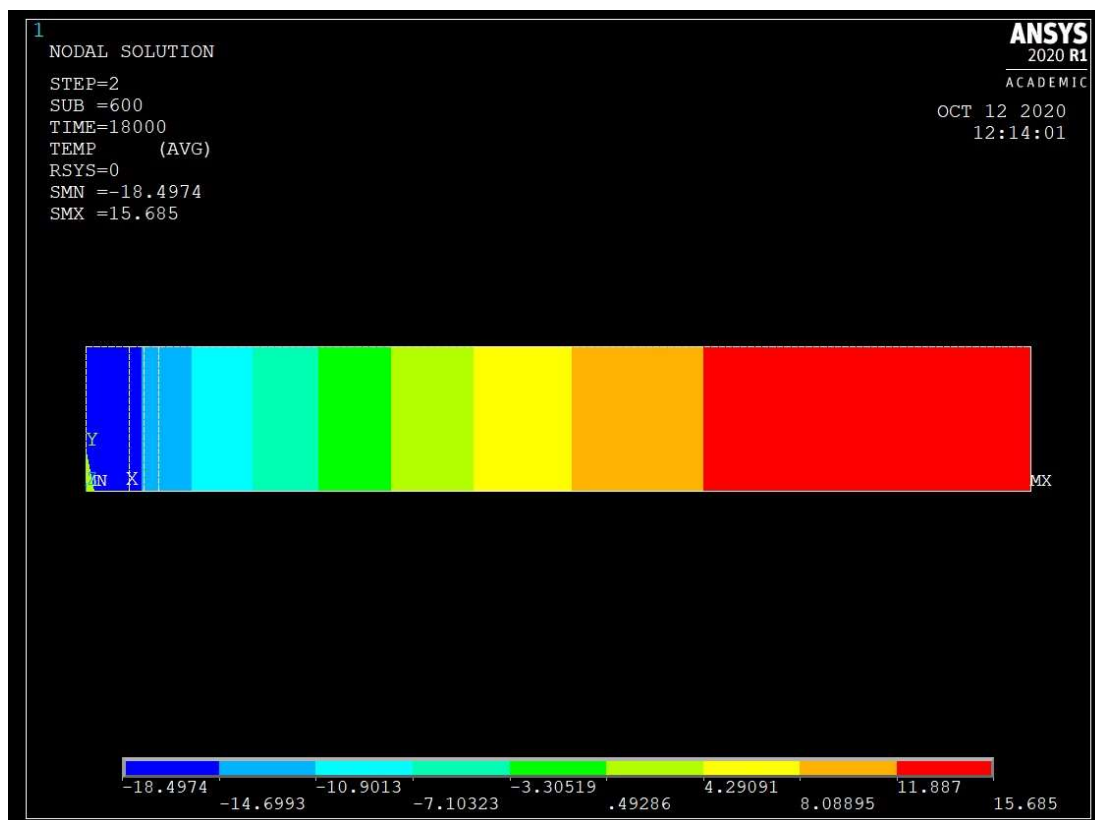 1
NODAL SOLUTION
STEP=2
SUB =600
TIME=18000
TEMP (AVG)
RSYS=0
SMN =-18.4974
SMX =15.685
ANSYS
2020 R1
ACADEMIC
OCT 12 2020
12:14:01
Y
MN X
MX
-18.4974 -10.9013 -3.30519 4.29091 11.887
-14.6993 -7.10323 .49286 8.08895 15.685